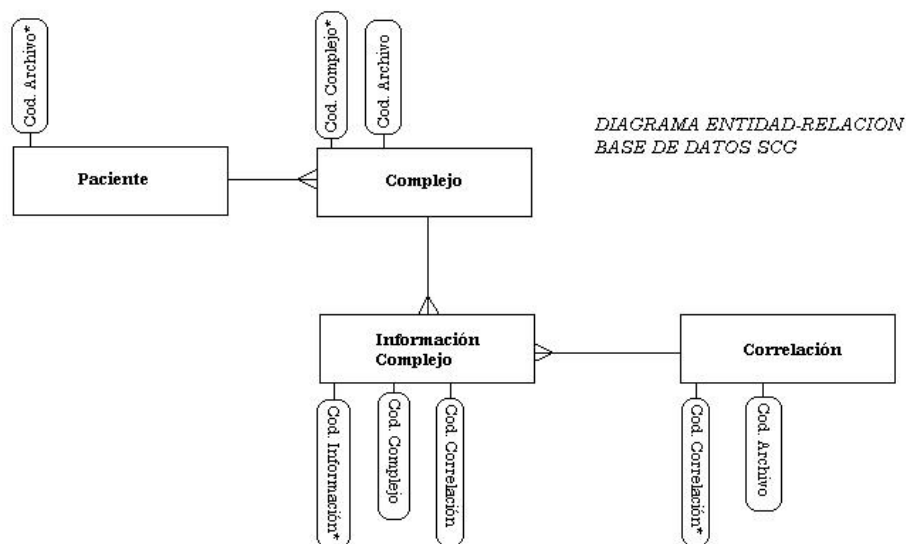 Cod. Archivo*
Cod. Complejo*
Cod. Archivo
DIAGRAMA ENTIDAD-RELACION
BASE DE DATOS SCG
Paciente
Complejo
Información
Complejo
Correlación
Cod. Información*
Cod. Complejo
Cod. Correlación
Cod. Correlación*
Cod. Archivo